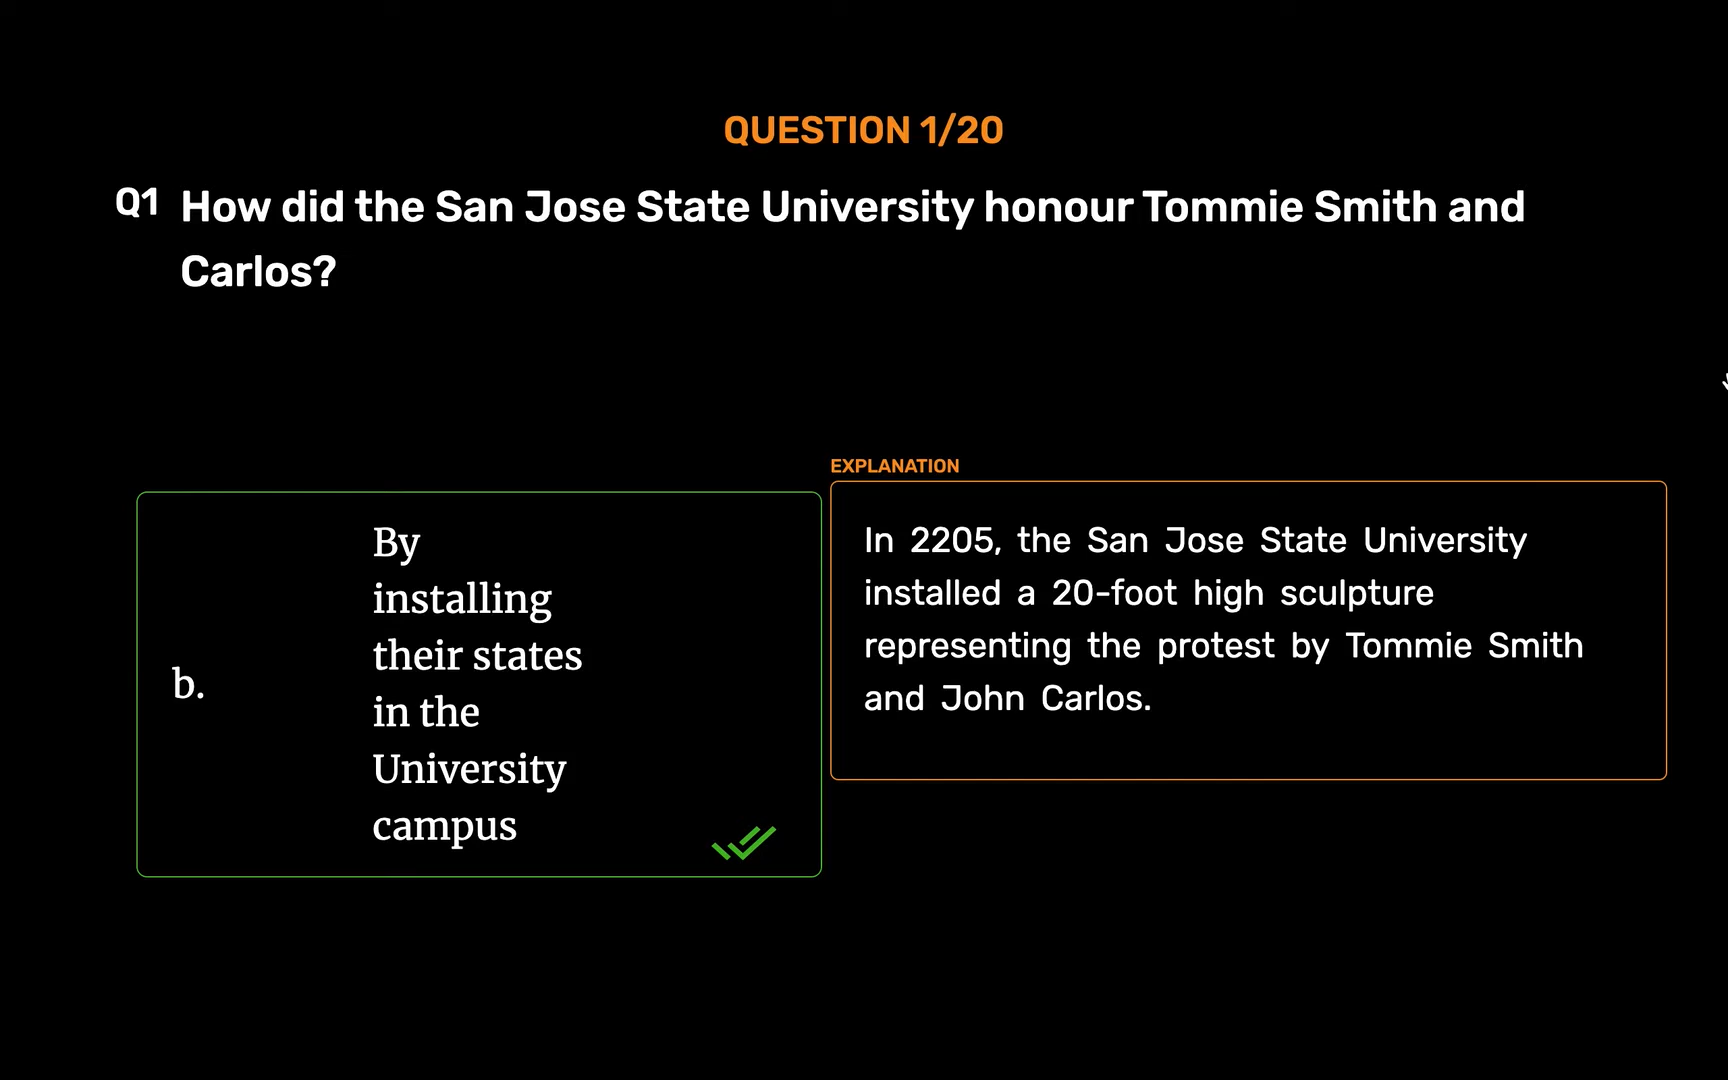 QUESTION 1/20
Q1 How did the San Jose State University honour Tommie Smith and
Carlos?
b.
By
installing
their states
in the
University
campus
EXPLANATION
In 2205, the San Jose State University
installed a 20-foot high sculpture
representing the protest by Tommie Smith
and John Carlos.